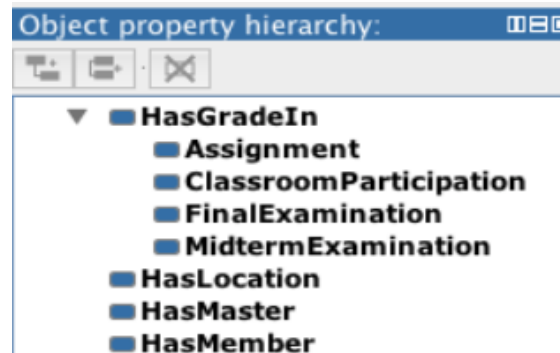 Object property hierarchy:
HasGradeIn
Assignment
ClassroomParticipation
FinalExamination
MidtermExamination
HasLocation
HasMaster
HasMember